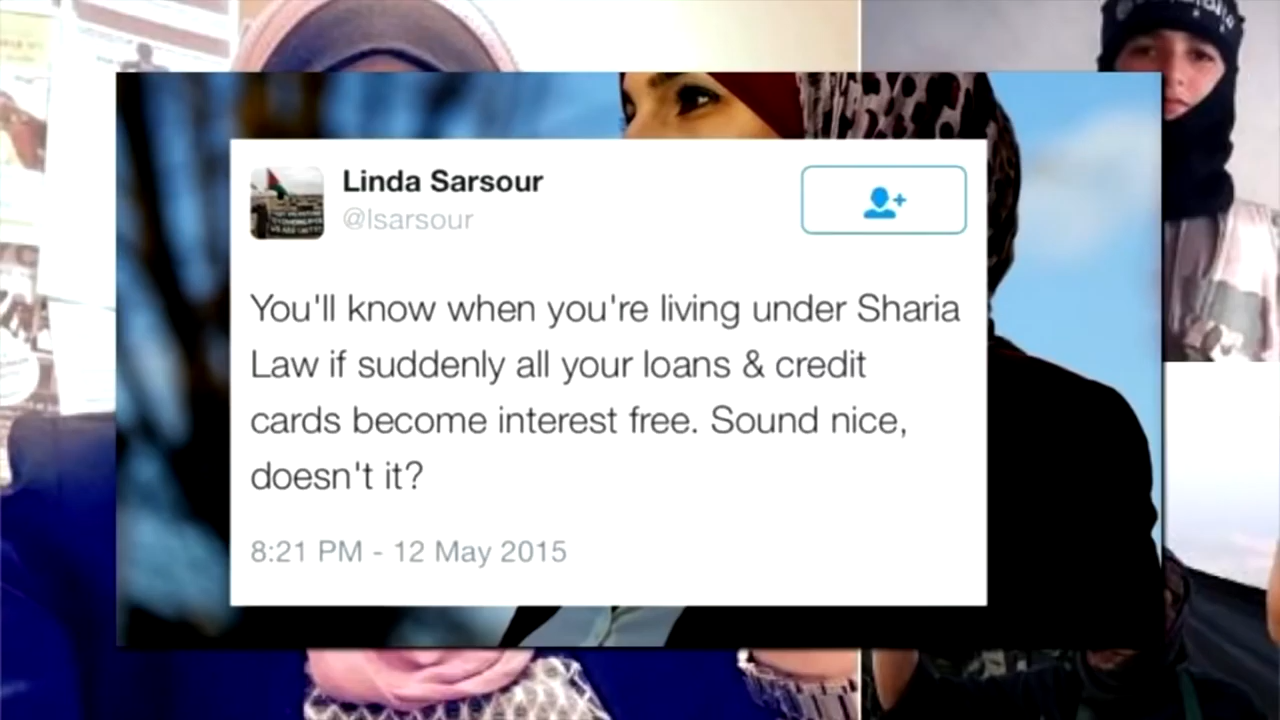 Linda Sarsour
@lsarsour
You'll know when you're living under Sharia
Law if suddenly all your loans & credit
cards become interest free. Sound nice,
doesn't it?
8:21 PM - 12 May 2015